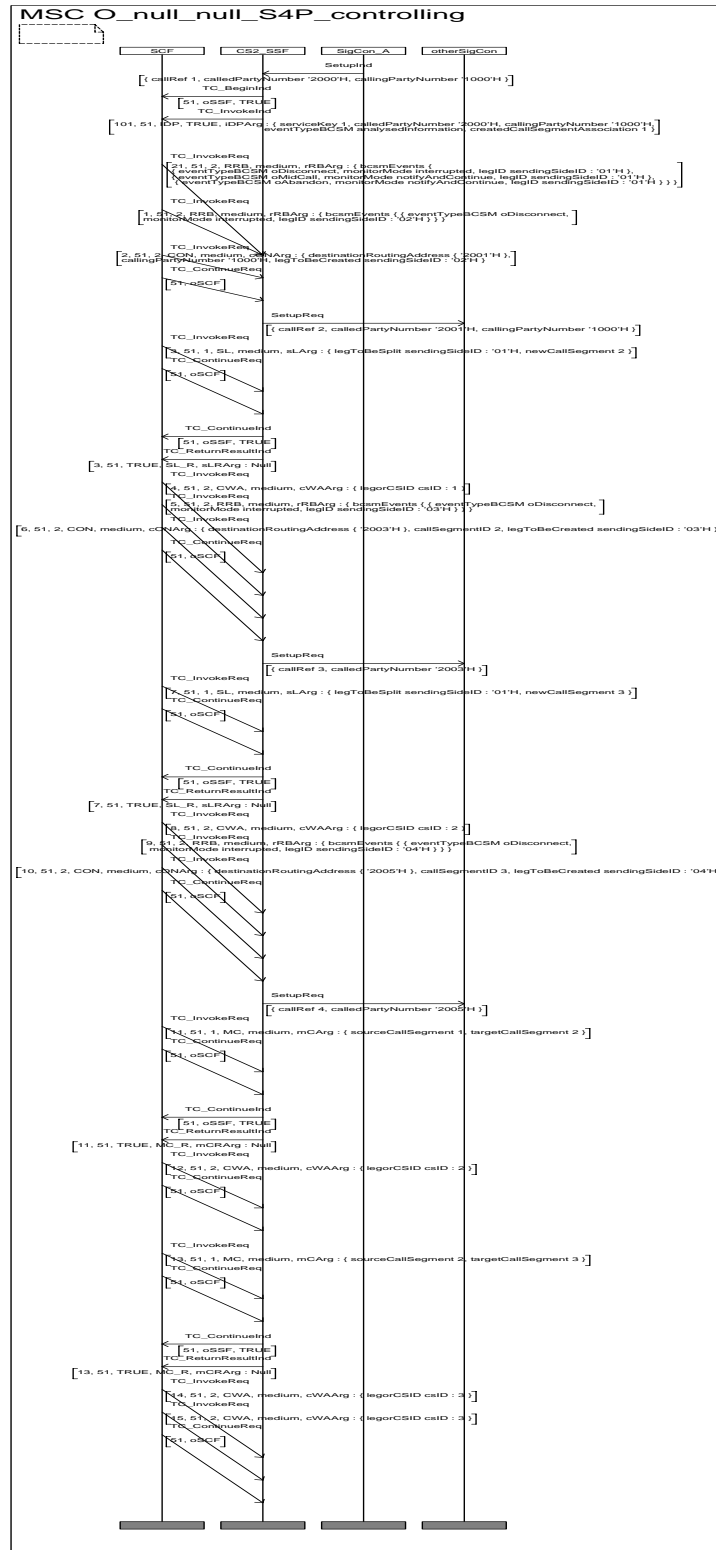 MSC O_null_null_S4P_controlling
SCF
CS2_SSF
SigCon_A
otherSigCon
SetupInd
[{ callRef 1, calledPartyNumber '2000'H, callingPartyNumber '1000'H }]
TC_BeginInd
[51, oSSF, TRUE]
TC_InvokeInd
[101, 51, IDP, TRUE, iDPArg : { serviceKey 1, calledPartyNumber '2000'H, callingPartyNumber '1000'H,
eventTypeBCSM analysedInformation, createdCallSegmentAssociation 1 }]
TC_InvokeReq
[21, 51, 2, RRB, medium, rRBArg : { bcsmEvents {
{ eventTypeBCSM oDisconnect, monitorMode interrupted, legID sendingSideID : '01'H },
{ eventTypeBCSM oMidCall, monitorMode notifyAndContinue, legID sendingSideID : '01'H },
{ eventTypeBCSM oAbandon, monitorMode notifyAndContinue, legID sendingSideID : '01'H } } }]
TC_InvokeReq
[1, 51, 2, RRB, medium, rRBArg : { bcsmEvents { { eventTypeBCSM oDisconnect,
monitorMode interrupted, legID sendingSideID : '02'H } } }]
TC_InvokeReq
[2, 51, 2, CON, medium, cONArg : { destinationRoutingAddress { '2001'H },
callingPartyNumber '1000'H, legToBeCreated sendingSideID : '02'H }]
TC_ContinueReq
[51, oSCF]
SetupReq
[{ callRef 2, calledPartyNumber '2001'H, callingPartyNumber '1000'H }]
TC_InvokeReq
[3, 51, 1, SL, medium, sLArg : { legToBeSplit sendingSideID : '01'H, newCallSegment 2 }]
TC_ContinueReq
[51, oSCF]
TC_ContinueInd
[51, oSSF, TRUE]
TC_ReturnResultInd
[3, 51, TRUE, SL_R, sLRArg : Null]
TC_InvokeReq
[4, 51, 2, CWA, medium, cWAArg : { legorCSID csID : 1 }]
TC_InvokeReq
[5, 51, 2, RRB, medium, rRBArg : { bcsmEvents { { eventTypeBCSM oDisconnect,
monitorMode interrupted, legID sendingSideID : '03'H } } }]
TC_InvokeReq
[6, 51, 2, CON, medium, cONArg : { destinationRoutingAddress { '2003'H }, callSegmentID 2, legToBeCreated sendingSideID : '03'H }
TC_ContinueReq
[51, oSCF]
SetupReq
[{ callRef 3, calledPartyNumber '2003'H }]
TC_InvokeReq
[7, 51, 1, SL, medium, sLArg : { legToBeSplit sendingSideID : '01'H, newCallSegment 3 }]
TC_ContinueReq
[51, oSCF]
TC_ContinueInd
[51, oSSF, TRUE]
TC_ReturnResultInd
[7, 51, TRUE, SL_R, sLRArg : Null]
TC_InvokeReq
[8, 51, 2, CWA, medium, cWAArg : { legorCSID csID : 2 }]
TC_InvokeReq
[9, 51, 2, RRB, medium, rRBArg : { bcsmEvents { { eventTypeBCSM oDisconnect,
monitorMode interrupted, legID sendingSideID : '04'H } } }]
TC_InvokeReq
[10, 51, 2, CON, medium, cONArg : { destinationRoutingAddress { '2005'H }, callSegmentID 3, legToBeCreated sendingSideID : '04'H
TC_ContinueReq
[51, oSCF]
SetupReq
[{ callRef 4, calledPartyNumber '2005'H }]
TC_InvokeReq
[11, 51, 1, MC, medium, mCArg : { sourceCallSegment 1, targetCallSegment 2 }]
TC_ContinueReq
[51, oSCF]
TC_ContinueInd
[51, oSSF, TRUE]
TC_ReturnResultInd
[11, 51, TRUE, MC_R, mCRArg : Null]
TC_InvokeReq
[12, 51, 2, CWA, medium, cWAArg : { legorCSID csID : 2 }]
TC_ContinueReq
[51, oSCF]
TC_InvokeReq
[13, 51, 1, MC, medium, mCArg : { sourceCallSegment 2, targetCallSegment 3 }]
TC_ContinueReq
[51, oSCF]
TC_ContinueInd
[51, oSSF, TRUE]
TC_ReturnResultInd
[13, 51, TRUE, MC_R, mCRArg : Null]
TC_InvokeReq
[14, 51, 2, CWA, medium, cWAArg : { legorCSID csID : 3 }]
TC_InvokeReq
[15, 51, 2, CWA, medium, cWAArg : { legorCSID csID : 3 }]
TC_ContinueReq
[51, oSCF]